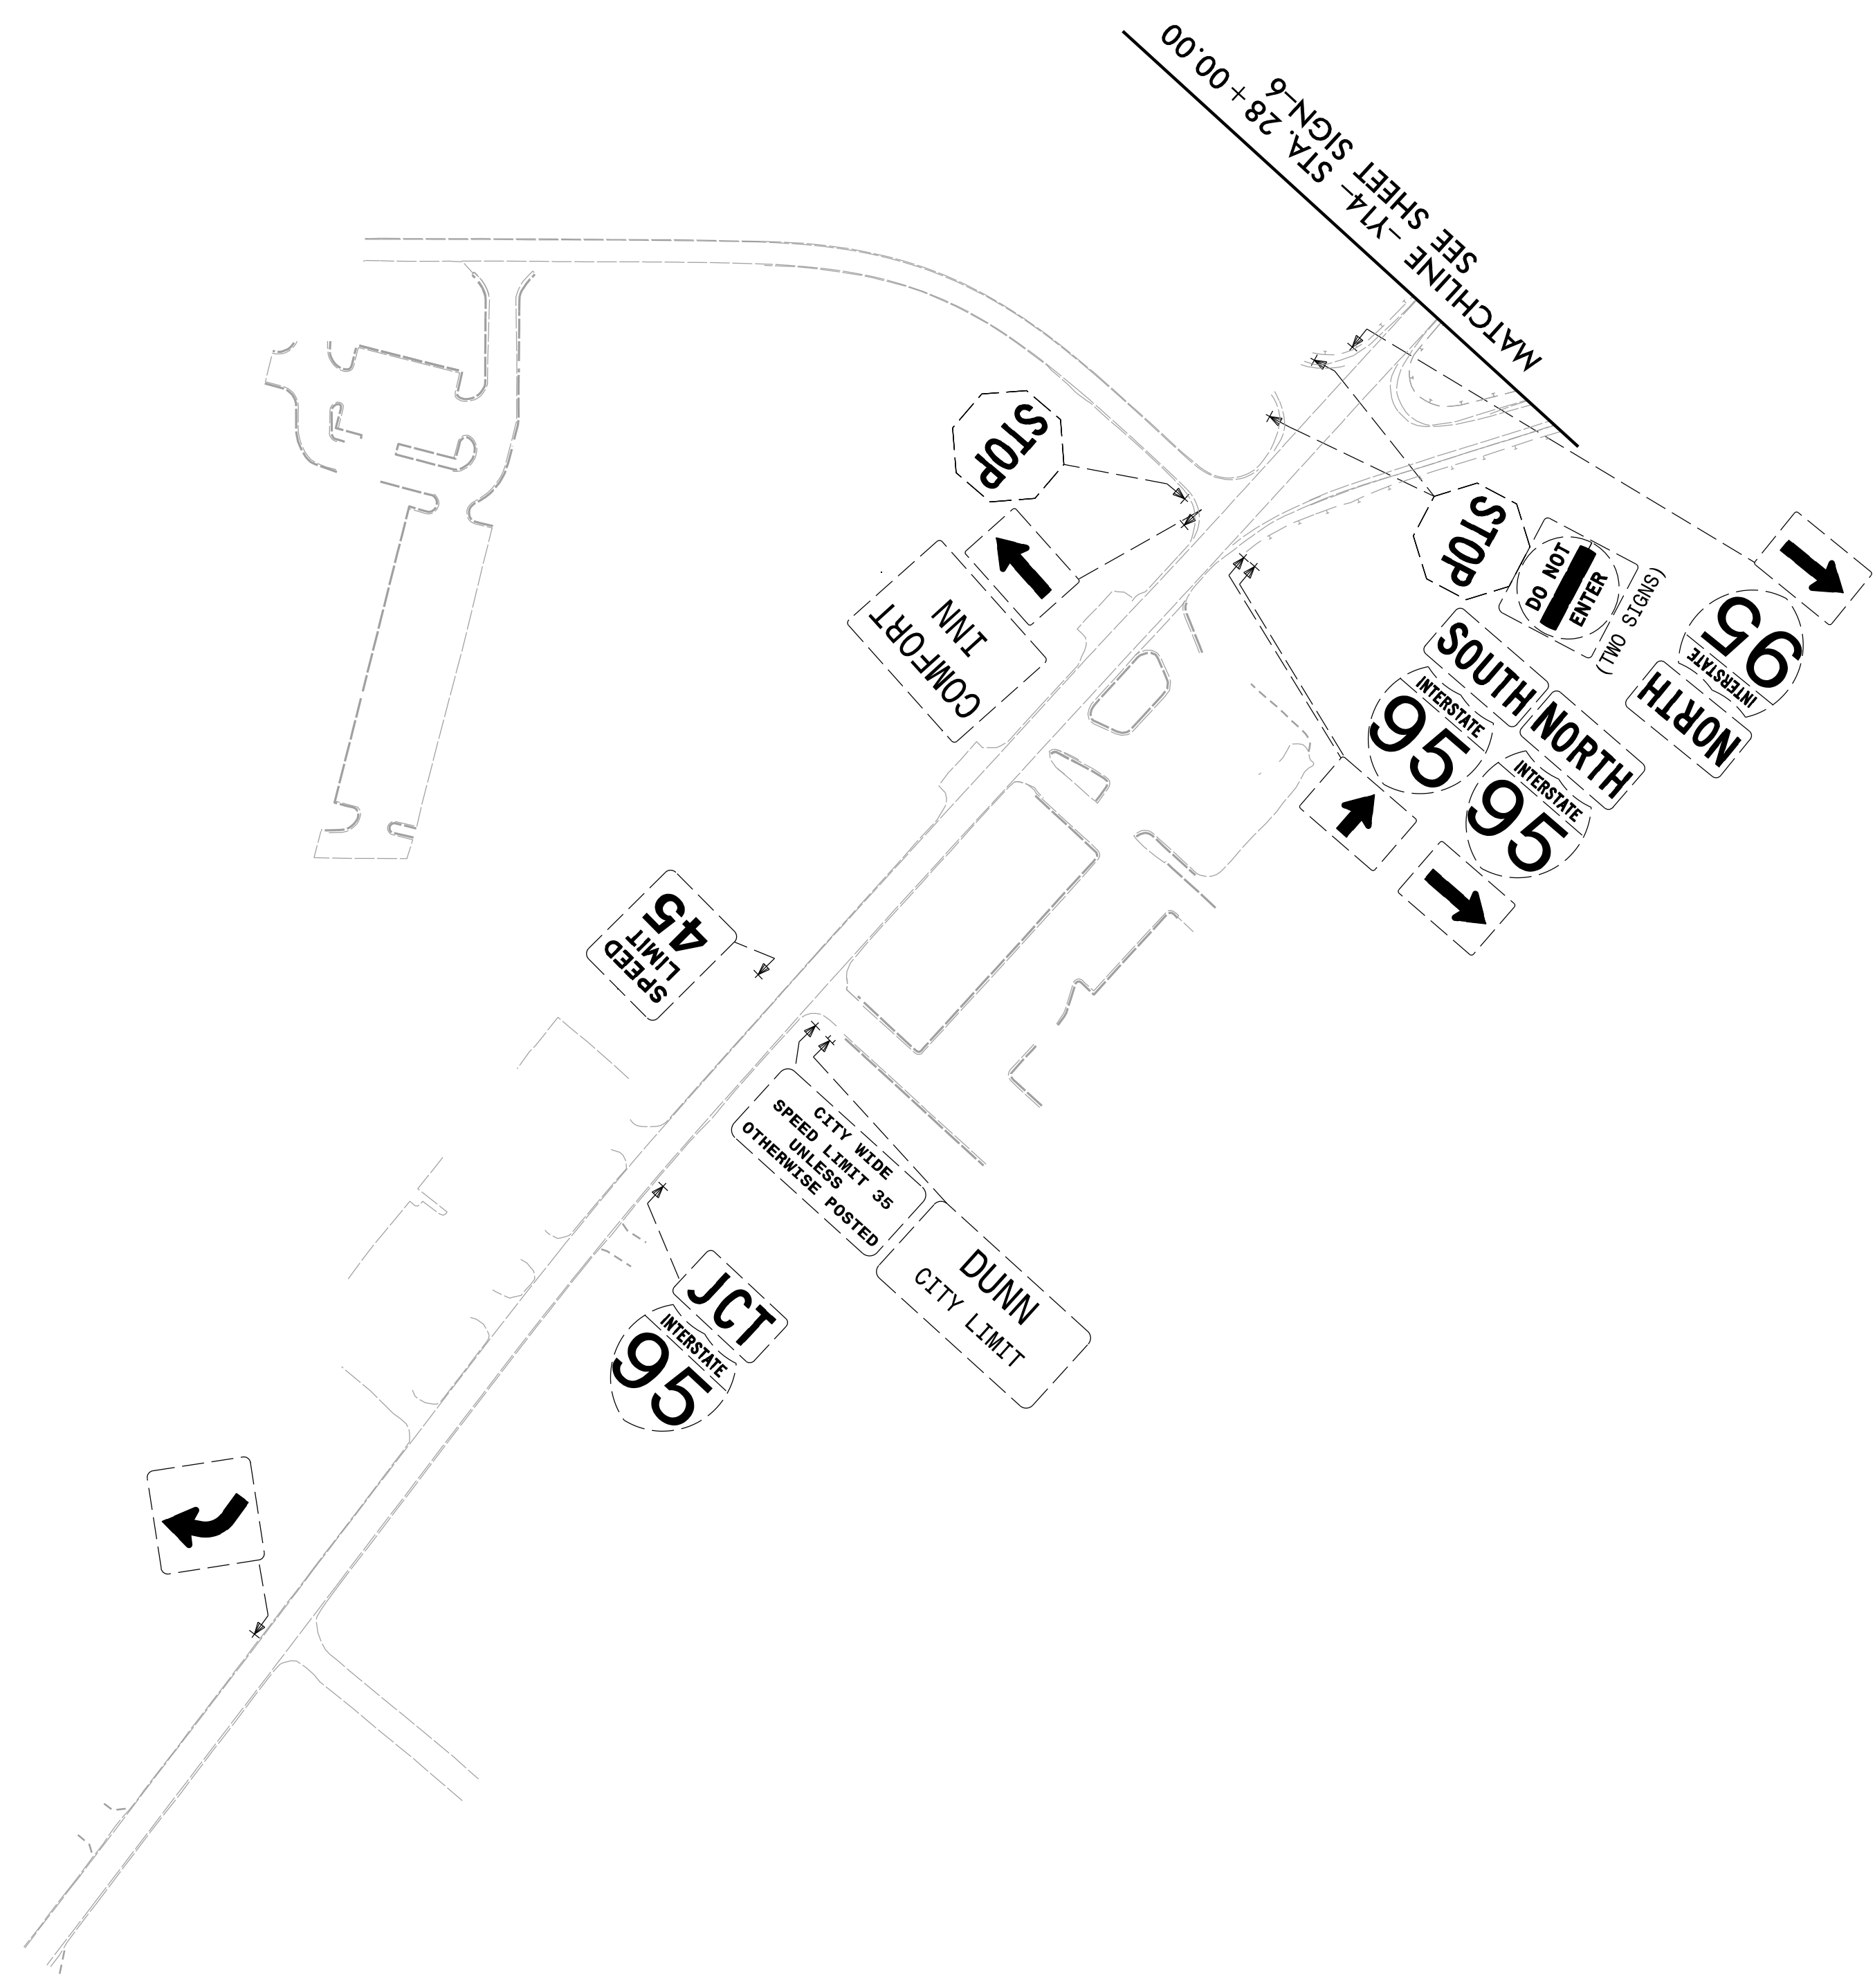 MATCHLINE -Y14- STA. 28+00.00
SEE SHEET SIGN_6
STOP
COMFORT
INN
STOP
DO NOT
ENTER
(TWO SIGNS)
NORTH
INTERSTATE
95
SOUTH
INTERSTATE
95
NORTH
INTERSTATE
95
SPEED
LIMIT
45
CITY WIDE
SPEED LIMIT 35
UNLESS
OTHERWISE POSTED
DUNN
CITY LIMIT
JCT
INTERSTATE
95